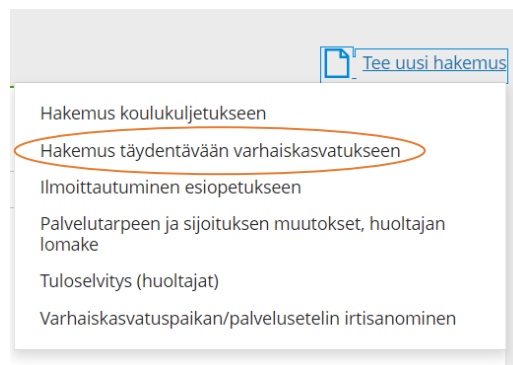 Tee uusi hakemus
Hakemus koulukuljetukseen
Hakemus täydentävään varhaiskasvatukseen
Ilmoittautuminen esiopetukseen
Palvelutarpeen ja sijoituksen muutokset, huoltajan
lomake
Tuloselvitys (huoltajat)
Varhaiskasvatuspaikan/palvelusetelin irtisanominen